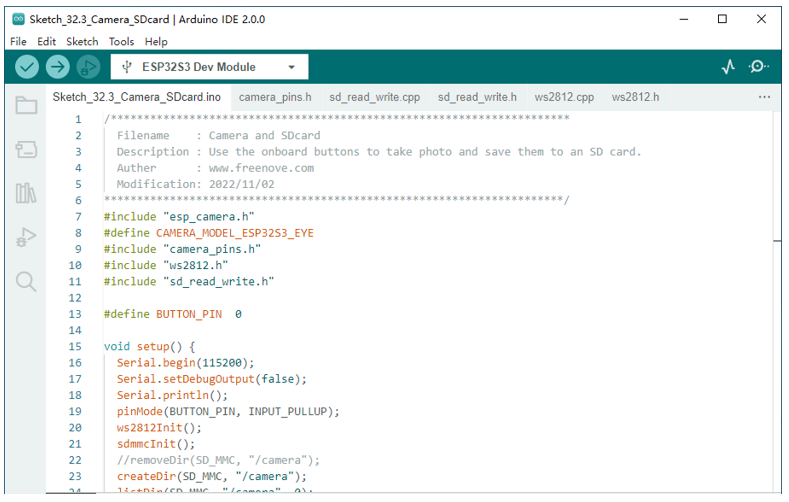 Sketch_32.3_Camera_SDcard | Arduino IDE 2.0.0
File Edit Sketch Tools Help
ESP32S3 Dev Module
Sketch_32.3_Camera_SDcard.ino camera_pins.h sd_read_write.cpp sd_read_write.h ws2812.cpp ws2812.h ...
1 /**********************************************************************
2 Filename : Camera and SDcard
3 Description : Use the onboard buttons to take photo and save them to an SD card.
4 Auther : www.freenove.com
5 Modification: 2022/11/02
6 **********************************************************************/
7 #include "esp_camera.h"
8 #define CAMERA_MODEL_ESP32S3_EYE
9 #include "camera_pins.h"
10 #include "ws2812.h"
11 #include "sd_read_write.h"
12
13 #define BUTTON_PIN 0
14
15 void setup() {
16 Serial.begin(115200);
17 Serial.setDebugOutput(false);
18 Serial.println();
19 pinMode(BUTTON_PIN, INPUT_PULLUP);
20 ws2812Init();
21 sdmmcInit();
22 //removeDir(SD_MMC, "/camera");
23 createDir(SD_MMC, "/camera");
24 listDir(SD_MMC, "/camera", 0);